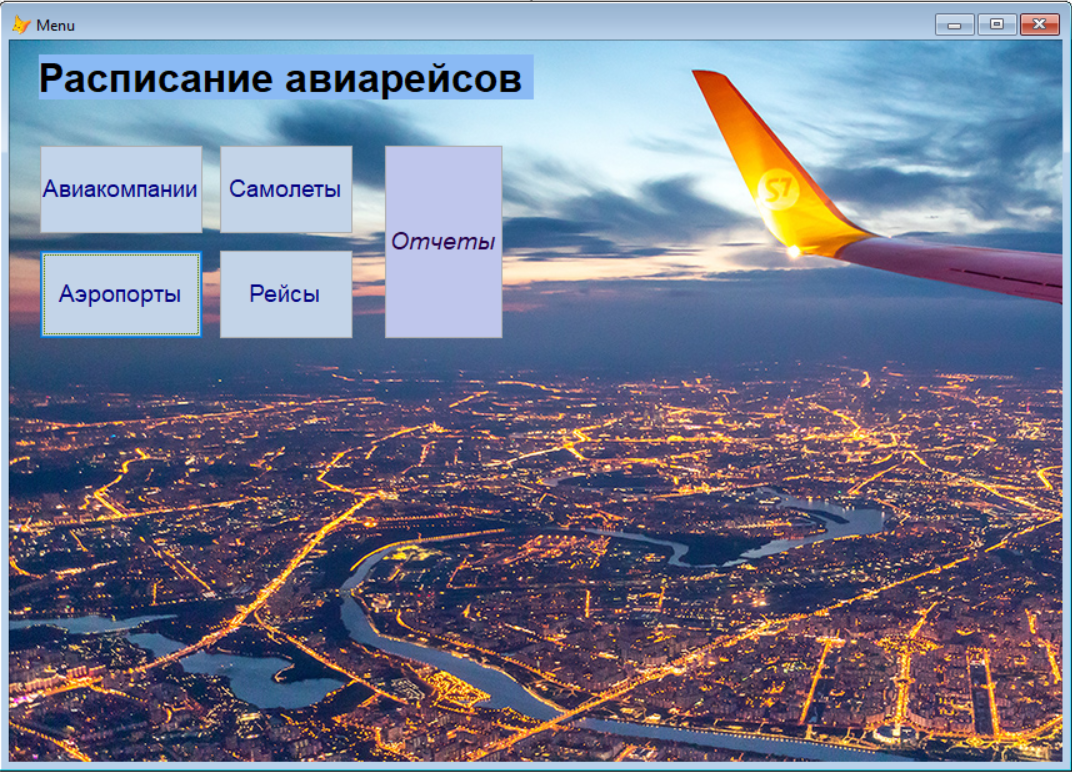 Menu
Расписание авиарейсов
Авиакомпании
Самолеты
Отчеты
Аэропорты
Рейсы
S7